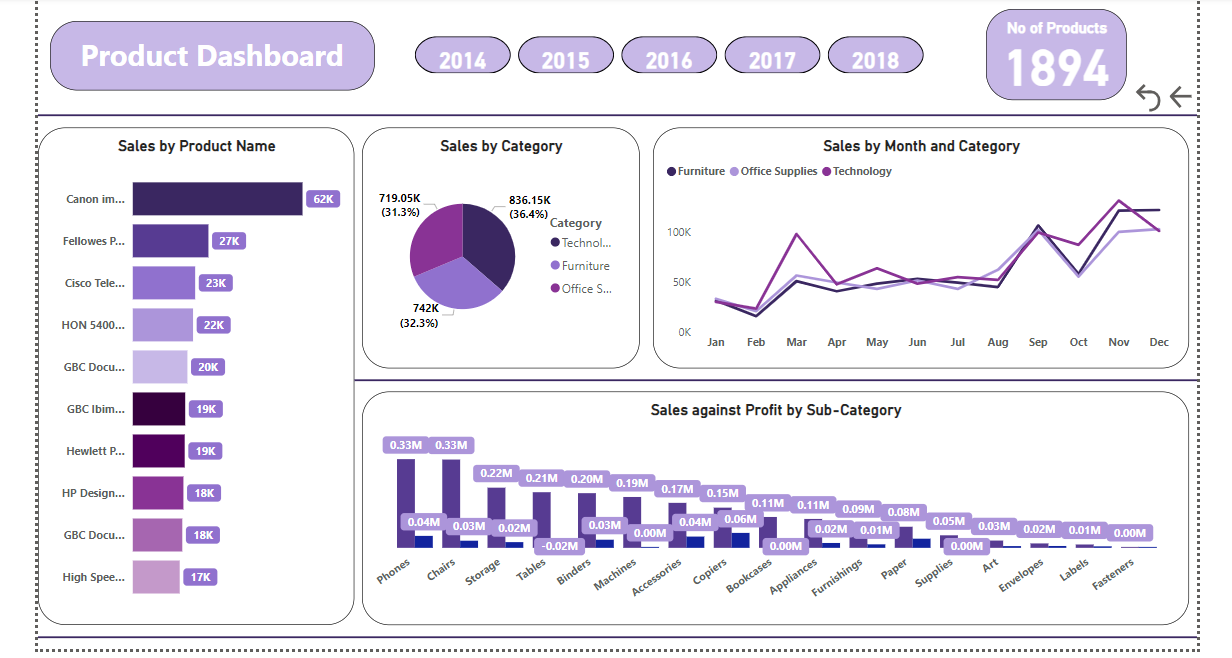 Product Dashboard
2014 2015 2016 2017 2018
No of Products
1894
Sales by Product Name
Canon im... 62K
Fellowes P... 27K
Cisco Tele... 23K
HON 5400... 22K
GBC Docu... 20K
GBC Ibim... 19K
Hewlett P... 19K
HP Design... 18K
GBC Docu... 18K
High Spee... 17K
Sales by Category
719.05K
(31.3%)
836.15K
(36.4%)
742K
(32.3%)
Category
Technol...
Furniture
Office S...
Sales by Month and Category
Furniture Office Supplies Technology
100K
50K
0K
Jan Feb Mar Apr May Jun Jul Aug Sep Oct Nov Dec
Sales against Profit by Sub-Category
0.33M 0.33M 0.22M 0.21M 0.20M 0.19M 0.17M 0.15M 0.11M 0.11M 0.09M 0.08M 0.05M 0.03M 0.02M 0.01M 0.00M
0.04M 0.03M 0.02M -0.02M 0.03M 0.00M 0.04M 0.06M 0.00M 0.02M 0.01M 0.00M
Phones Chairs Storage Tables Binders Machines Accessories Copiers Bookcases Appliances Furnishings Paper Supplies Art Envelopes Labels Fasteners